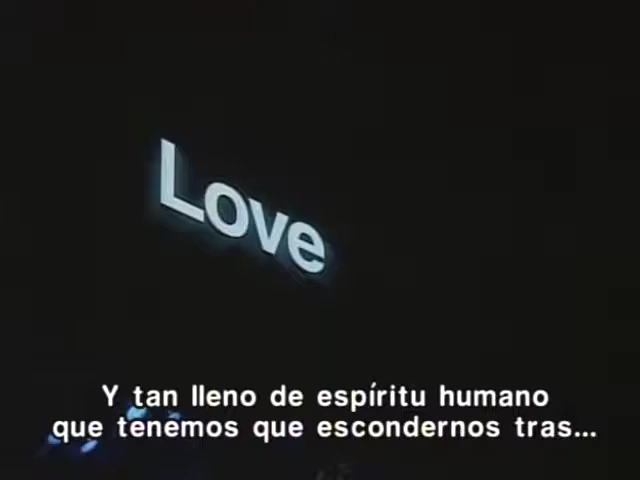 Love
Y tan lleno de espíritu humano
que tenemos que escondernos tras...